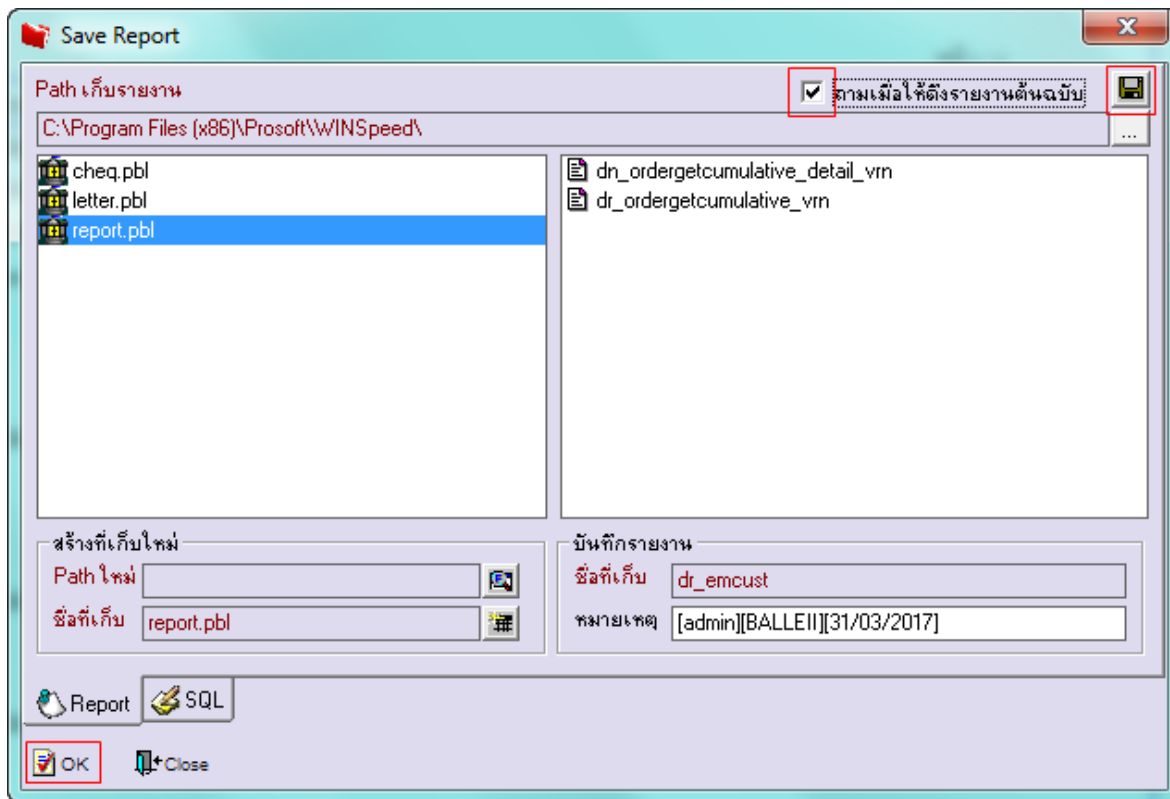 Save Report
Path เก็บรายงาน
ถามเมื่อให้ดึงรายงานต้นฉบับ
C:\Program Files (x86)\Prosoft\WINSpeed\
...
cheq.pbl
letter.pbl
report.pbl
dn_ordergetcumulative_detail_vrn
dr_ordergetcumulative_vrn
สร้างที่เก็บใหม่
Path ใหม่
ชื่อที่เก็บ report.pbl
บันทึกรายงาน
ชื่อที่เก็บ dr_emcust
หมายเหตุ [admin][BALLEII][31/03/2017]
Report SQL
OK Close